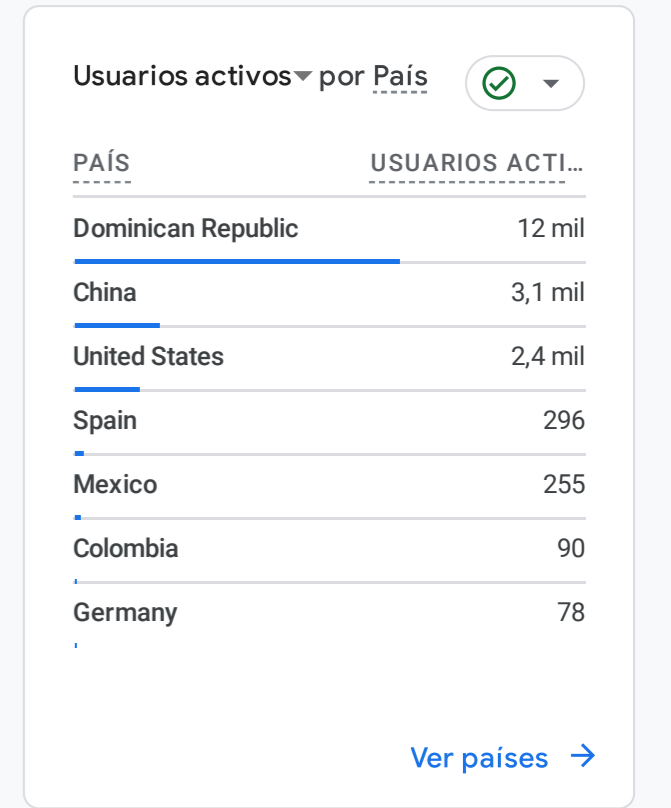 Usuarios activos por País
PAÍS USUARIOS ACTI...
Dominican Republic 12 mil
China 3,1 mil
United States 2,4 mil
Spain 296
Mexico 255
Colombia 90
Germany 78
Ver países